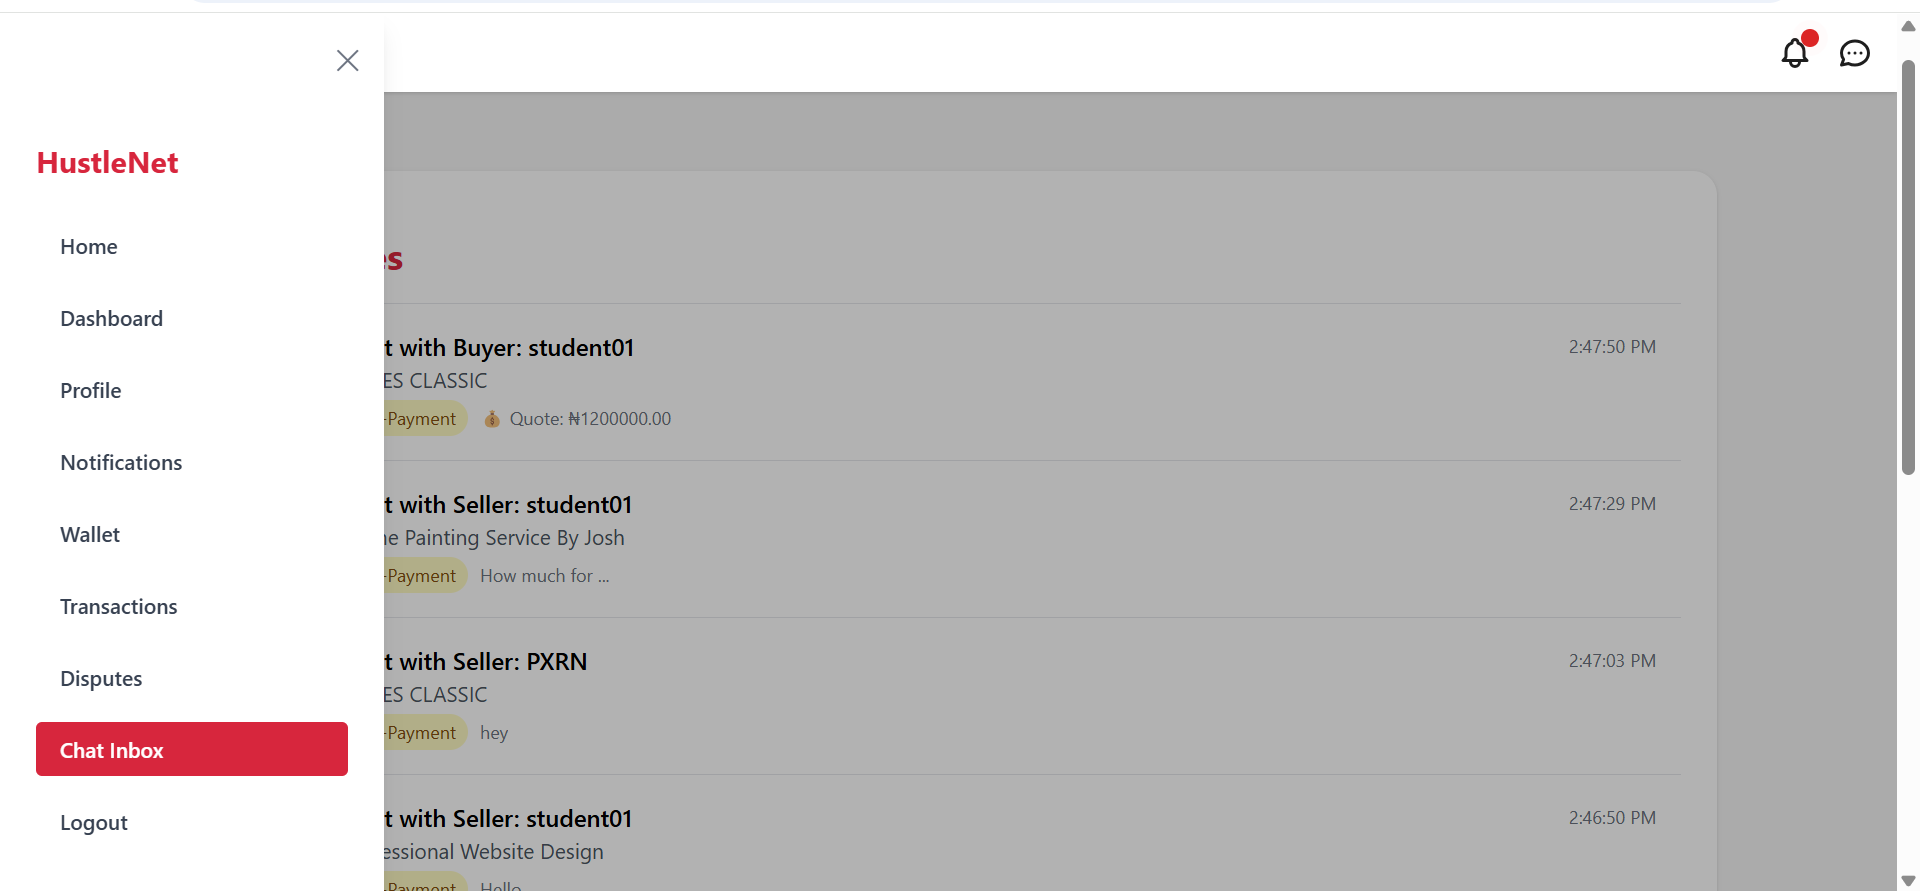 HustleNet
Home
Dashboard
Profile
Notifications
Wallet
Transactions
Disputes
Chat Inbox
Logout
es
t with Buyer: student01
2:47:50 PM
ES CLASSIC
-Payment
Quote: ₦1200000.00
t with Seller: student01
2:47:29 PM
ne Painting Service By Josh
-Payment
How much for ...
t with Seller: PXRN
2:47:03 PM
ES CLASSIC
-Payment
hey
t with Seller: student01
2:46:50 PM
essional Website Design
-Payment
Hello